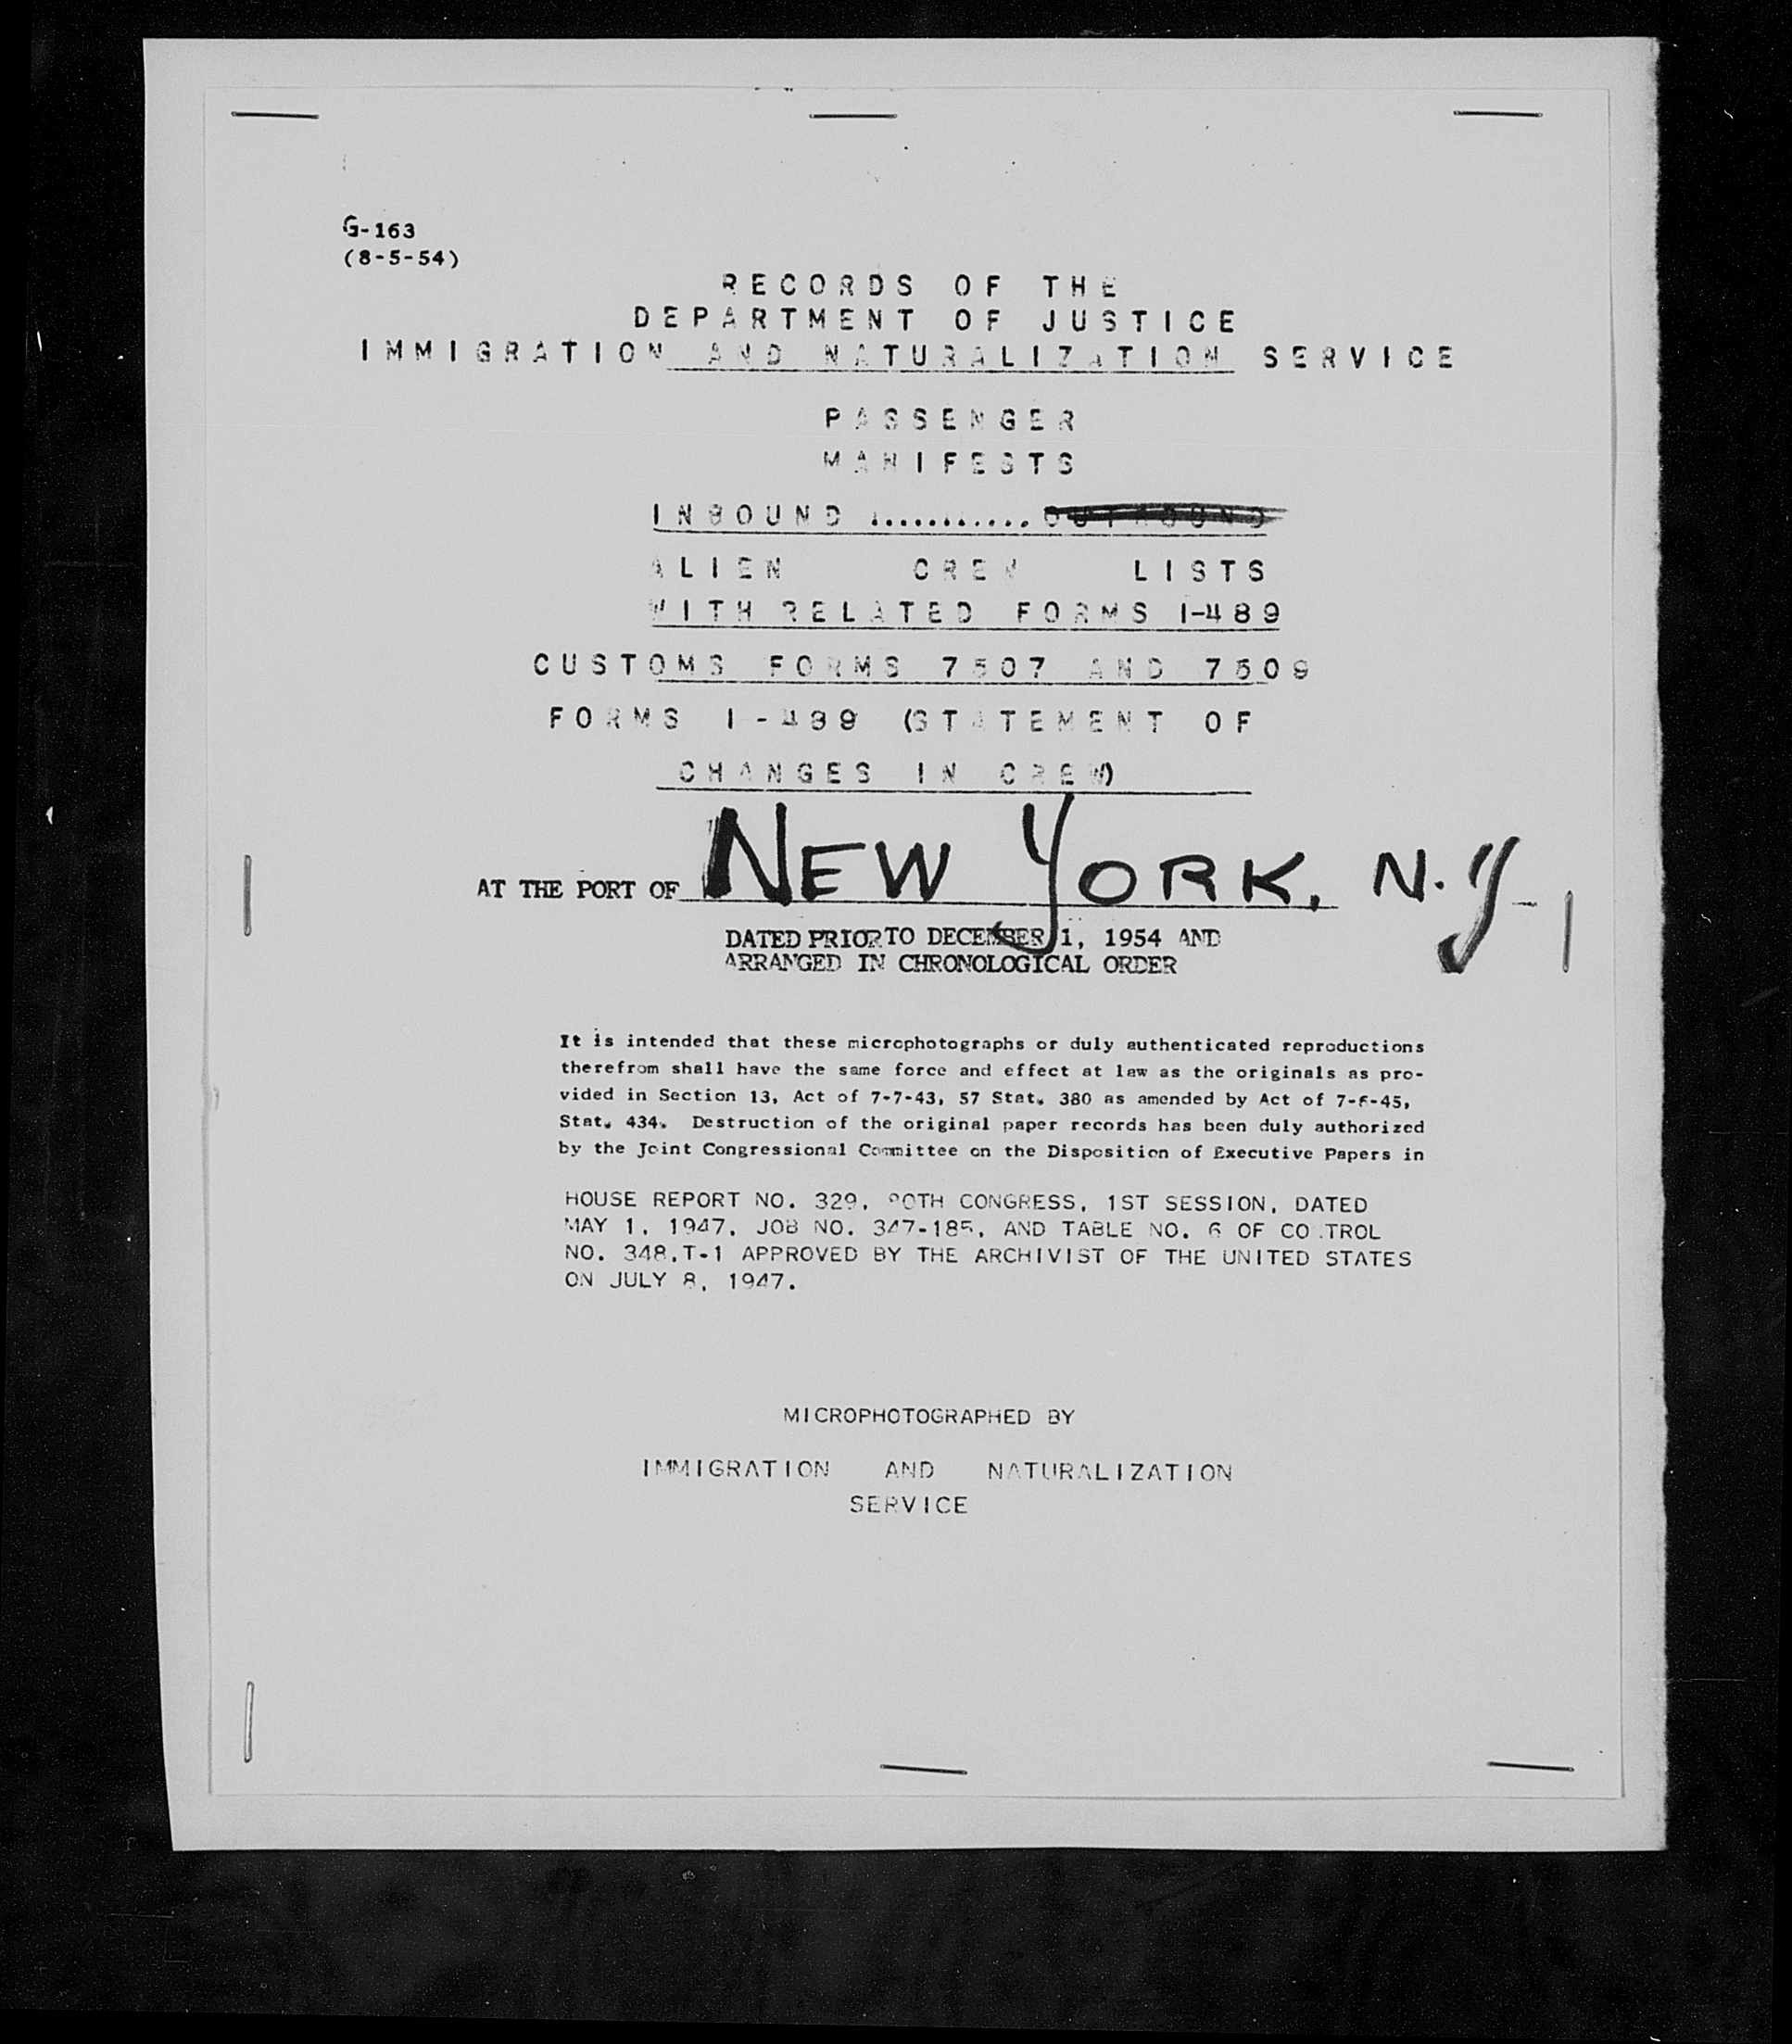 G-163
(8-5-54)
RECORDS OF THE
DEPARTMENT OF JUSTICE
IMMIGRATION AND NATURALIZATION SERVICE
PASSENGER
MANIFESTS
INBOUND ........... OUTBOUND
ALIEN CREW LISTS
WITH RELATED FORMS I-489
CUSTOMS FORMS 7507 AND 7509
FORMS I-489 (STATEMENT OF
CHANGES IN CREW)
AT THE PORT OF NEW YORK, N.Y.
DATED PRIOR TO DECEMBER 1, 1954 AND
ARRANGED IN CHRONOLOGICAL ORDER
It is intended that these microphotographs or duly authenticated reproductions
therefrom shall have the same force and effect at law as the originals as pro-
vided in Section 13, Act of 7-7-43, 57 Stat. 380 as amended by Act of 7-6-45,
Stat. 434. Destruction of the original paper records has been duly authorized
by the Joint Congressional Committee on the Disposition of Executive Papers in
HOUSE REPORT NO. 329, 80TH CONGRESS, 1ST SESSION, DATED
MAY 1, 1947, JOB NO. 347-185, AND TABLE NO. 6 OF CO TROL
NO. 348,T-1 APPROVED BY THE ARCHIVIST OF THE UNITED STATES
ON JULY 8, 1947.
MICROPHOTOGRAPHED BY
IMMIGRATION AND NATURALIZATION
SERVICE